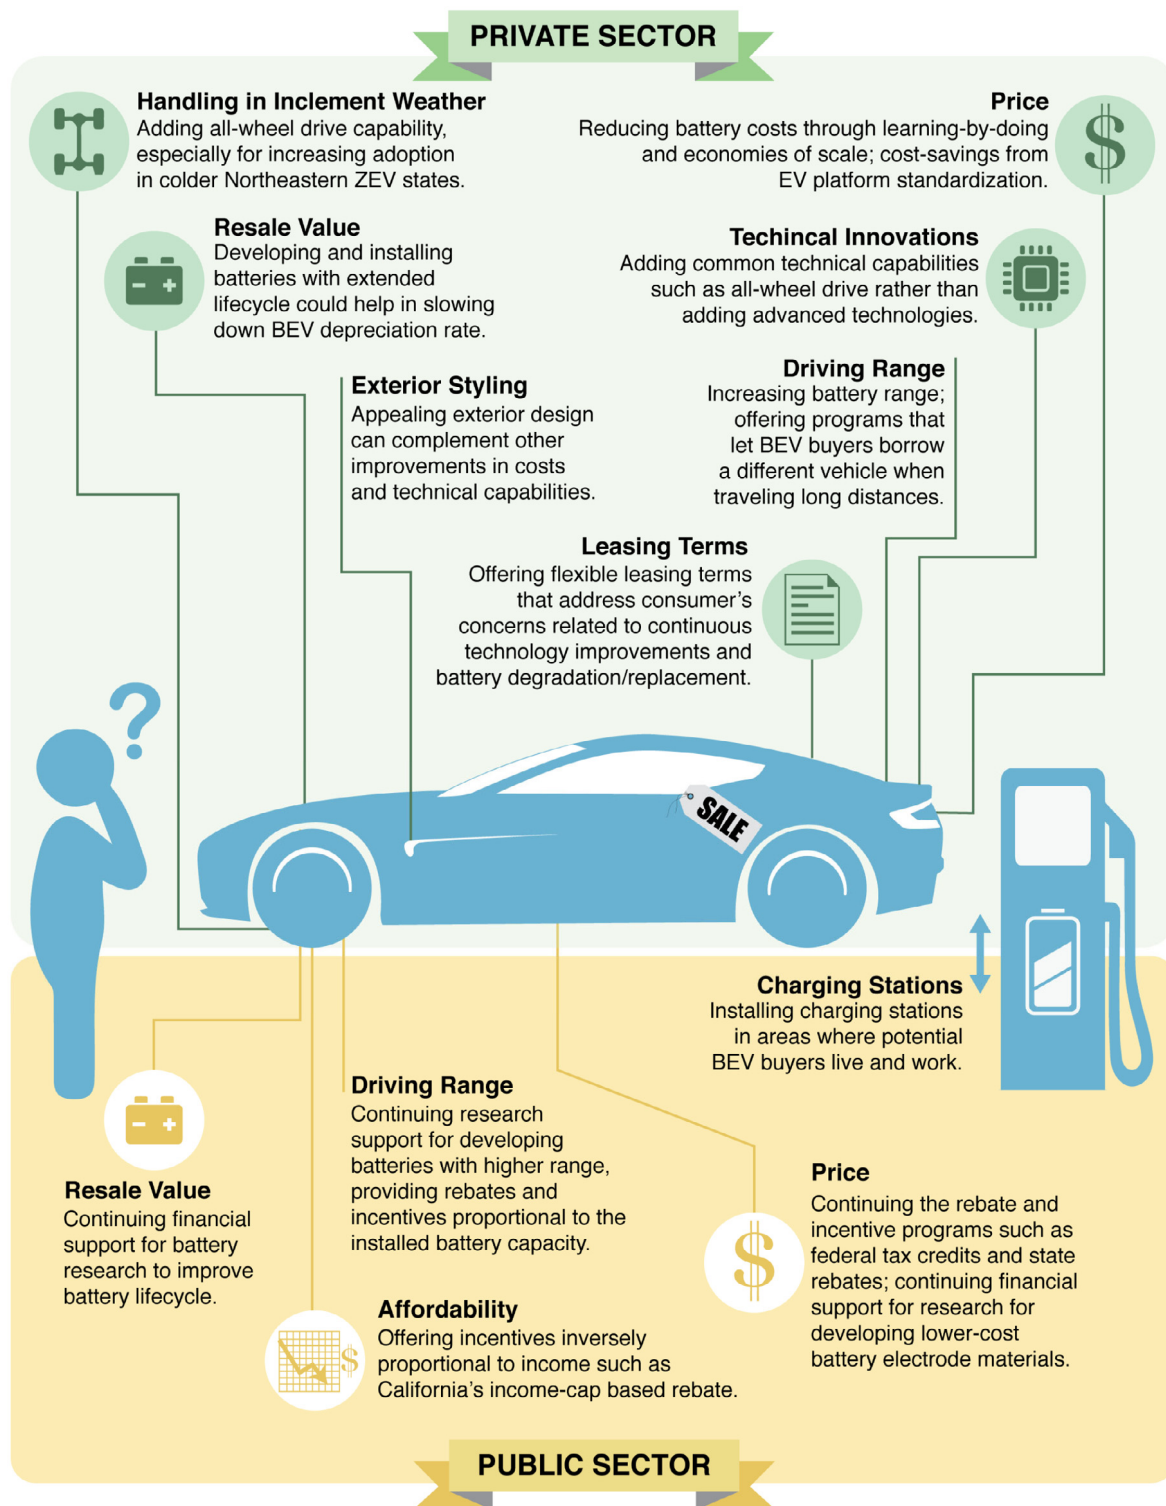 PRIVATE SECTOR
Handling in Inclement Weather
Adding all-wheel drive capability,
especially for increasing adoption
in colder Northeastern ZEV states.
Price
Reducing battery costs through learning-by-doing
and economies of scale; cost-savings from
EV platform standardization.
$
Resale Value
Developing and installing
batteries with extended
lifecycle could help in slowing
down BEV depreciation rate.
- +
Techincal Innovations
Adding common technical capabilities
such as all-wheel drive rather than
adding advanced technologies.
Exterior Styling
Appealing exterior design
can complement other
improvements in costs
and technical capabilities.
Driving Range
Increasing battery range;
offering programs that
let BEV buyers borrow
a different vehicle when
traveling long distances.
Leasing Terms
Offering flexible leasing terms
that address consumer's
concerns related to continuous
technology improvements and
battery degradation/replacement.
?
SALE
Charging Stations
Installing charging stations
in areas where potential
BEV buyers live and work.
- +
Resale Value
Continuing financial
support for battery
research to improve
battery lifecycle.
Driving Range
Continuing research
support for developing
batteries with higher range,
providing rebates and
incentives proportional to the
installed battery capacity.
$
Affordability
Offering incentives inversely
proportional to income such as
California's income-cap based rebate.
$
Price
Continuing the rebate and
incentive programs such as
federal tax credits and state
rebates; continuing financial
support for research for
developing lower-cost
battery electrode materials.
PUBLIC SECTOR